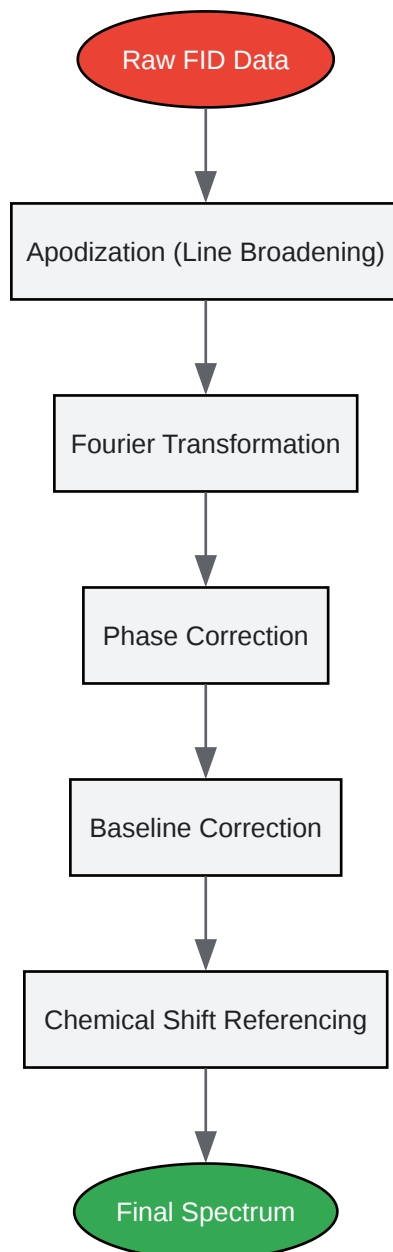 Raw FID Data
Apodization (Line Broadening)
Fourier Transformation
Phase Correction
Baseline Correction
Chemical Shift Referencing
Final Spectrum